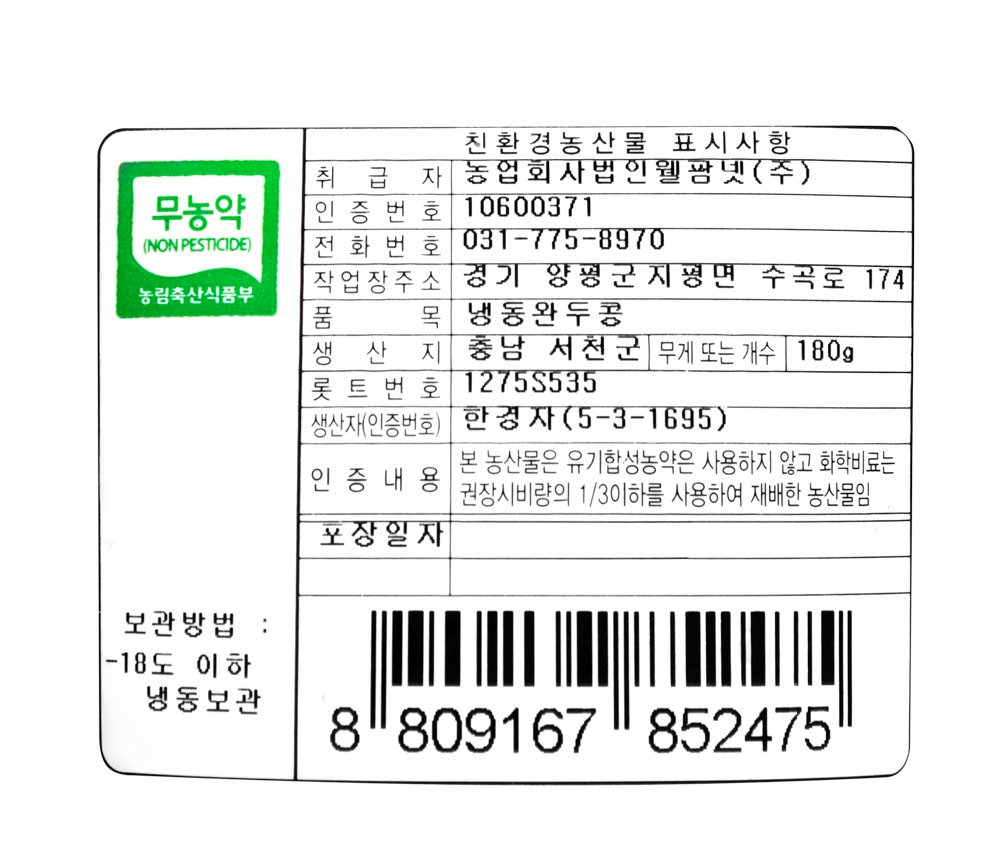 무농약
(NON PESTICIDE)
농림축산식품부
친환경농산물 표시사항
취급자 농업회사법인웰팜넷(주)
인증번호 10600371
전화번호 031-775-8970
작업장주소 경기 양평군지평면 수곡로 174
품목 냉동완두콩
생산지 충남 서천군 무게 또는 개수 180g
롯트번호 1275S535
생산자(인증번호) 한경자(5-3-1695)
인증내용 본 농산물은 유기합성농약은 사용하지 않고 화학비료는
권장시비량의 1/3이하를 사용하여 재배한 농산물임
포장일자
보관방법 :
-18도 이하
냉동보관
8 809167 852475